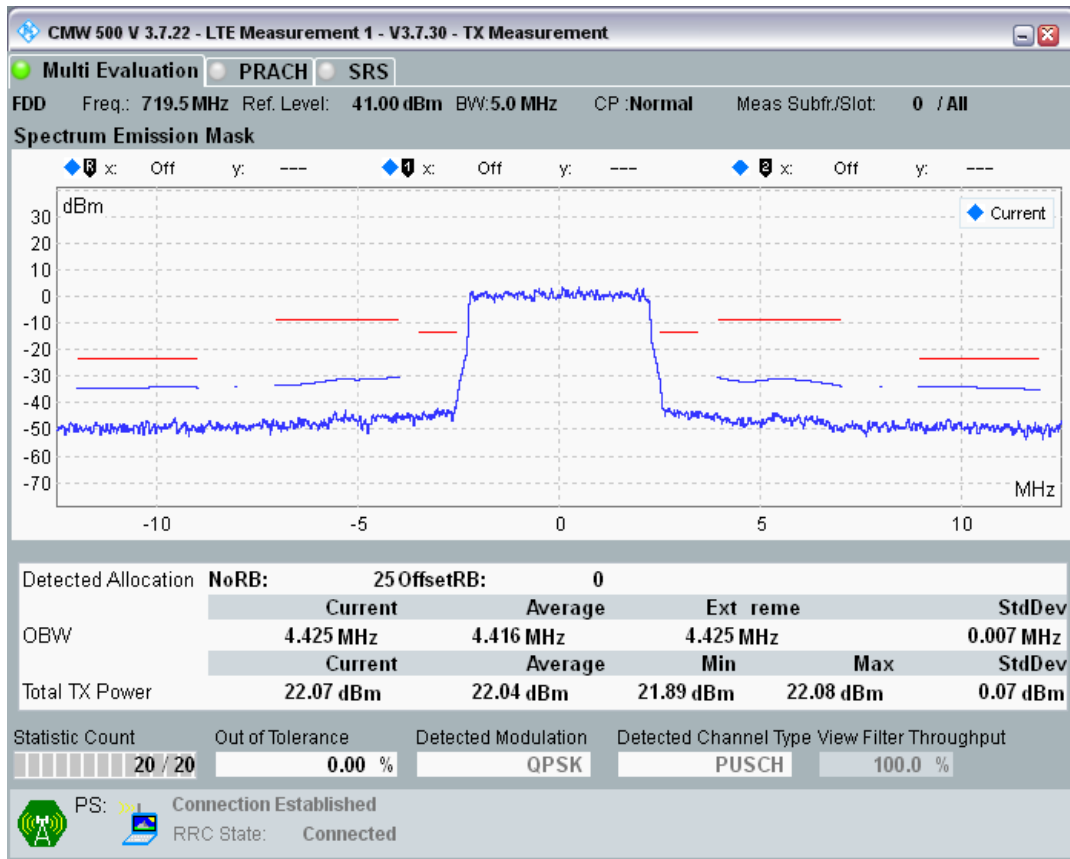 CMW 500 V 3.7.22 - LTE Measurement 1 - V3.7.30 - TX Measurement
Multi Evaluation PRACH SRS
FDD Freq.: 719.5 MHz Ref. Level: 41.00 dBm BW:5.0 MHz CP :Normal Meas Subfr./Slot: 0 / All
Spectrum Emission Mask
R x: Off y: --- 1 x: Off y: --- 2 x: Off y: ---
dBm
Current
30
20
10
0
-10
-20
-30
-40
-50
-60
-70
MHz
-10 -5 0 5 10
Detected Allocation NoRB: 25 OffsetRB: 0
Current Average Ext reme StdDev
OBW 4.425 MHz 4.416 MHz 4.425 MHz 0.007 MHz
Current Average Min Max StdDev
Total TX Power 22.07 dBm 22.04 dBm 21.89 dBm 22.08 dBm 0.07 dBm
Statistic Count Out of Tolerance Detected Modulation Detected Channel Type View Filter Throughput
20 / 20 0.00 % QPSK PUSCH 100.0 %
PS: Connection Established
RRC State: Connected